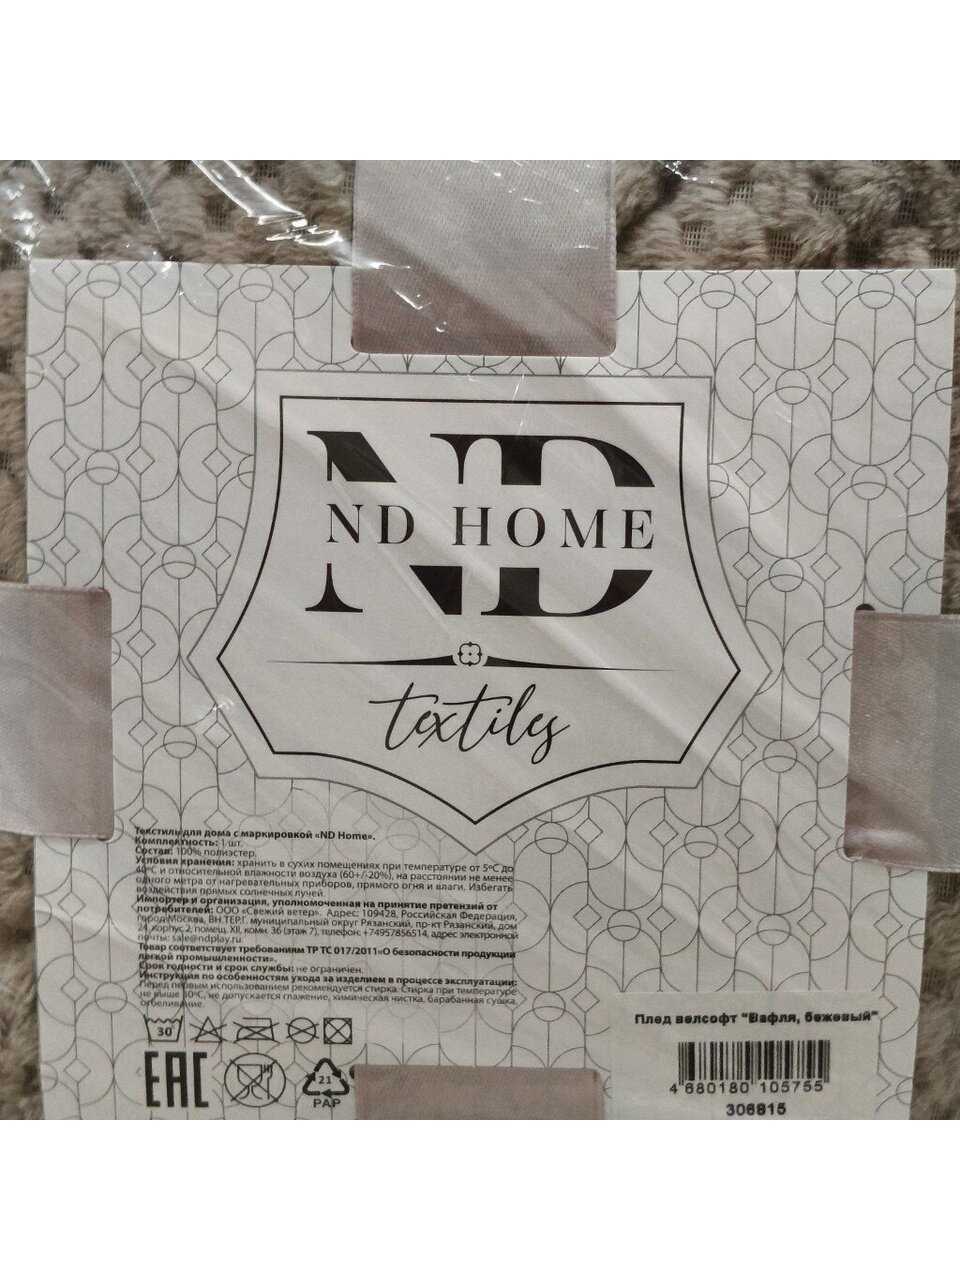 ND
ND HOME
textiles
Текстиль для дома с маркировкой «ND Home».
Комплектность: 1 шт.
Состав: 100% полиэстер.
Условия хранения: хранить в сухих помещениях при температуре от 5°С до
40°С и относительной влажности воздуха (60+/-20%), на расстоянии не менее
одного метра от нагревательных приборов, прямого огня и влаги. Избегать
воздействия прямых солнечных лучей.
Импортер и организация, уполномоченная на принятие претензий от
потребителей: ООО «Свежий ветер». Адрес: 109428, Российская Федерация,
город Москва, ВН.ТЕР.Г. муниципальный округ Рязанский, пр-кт Рязанский, дом
24, корпус 2, помещ. XII, комн. 36 (этаж 7), телефон: +74957856514, адрес электронной
почты: sale@ndplay.ru.
Товар соответствует требованиям ТР ТС 017/2011«О безопасности продукции
легкой промышленности».
Срок годности и срок службы: не ограничен.
Инструкция по особенностям ухода за изделием в процессе эксплуатации:
Перед первым использованием рекомендуется стирка. Стирка при температуре
не выше 30°С, не допускается глажение, химическая чистка, барабанная сушка,
отбеливание.
30
EAC
21
PAP
Плед велсофт "Вафля, бежевый"
4 680180 105755
306815